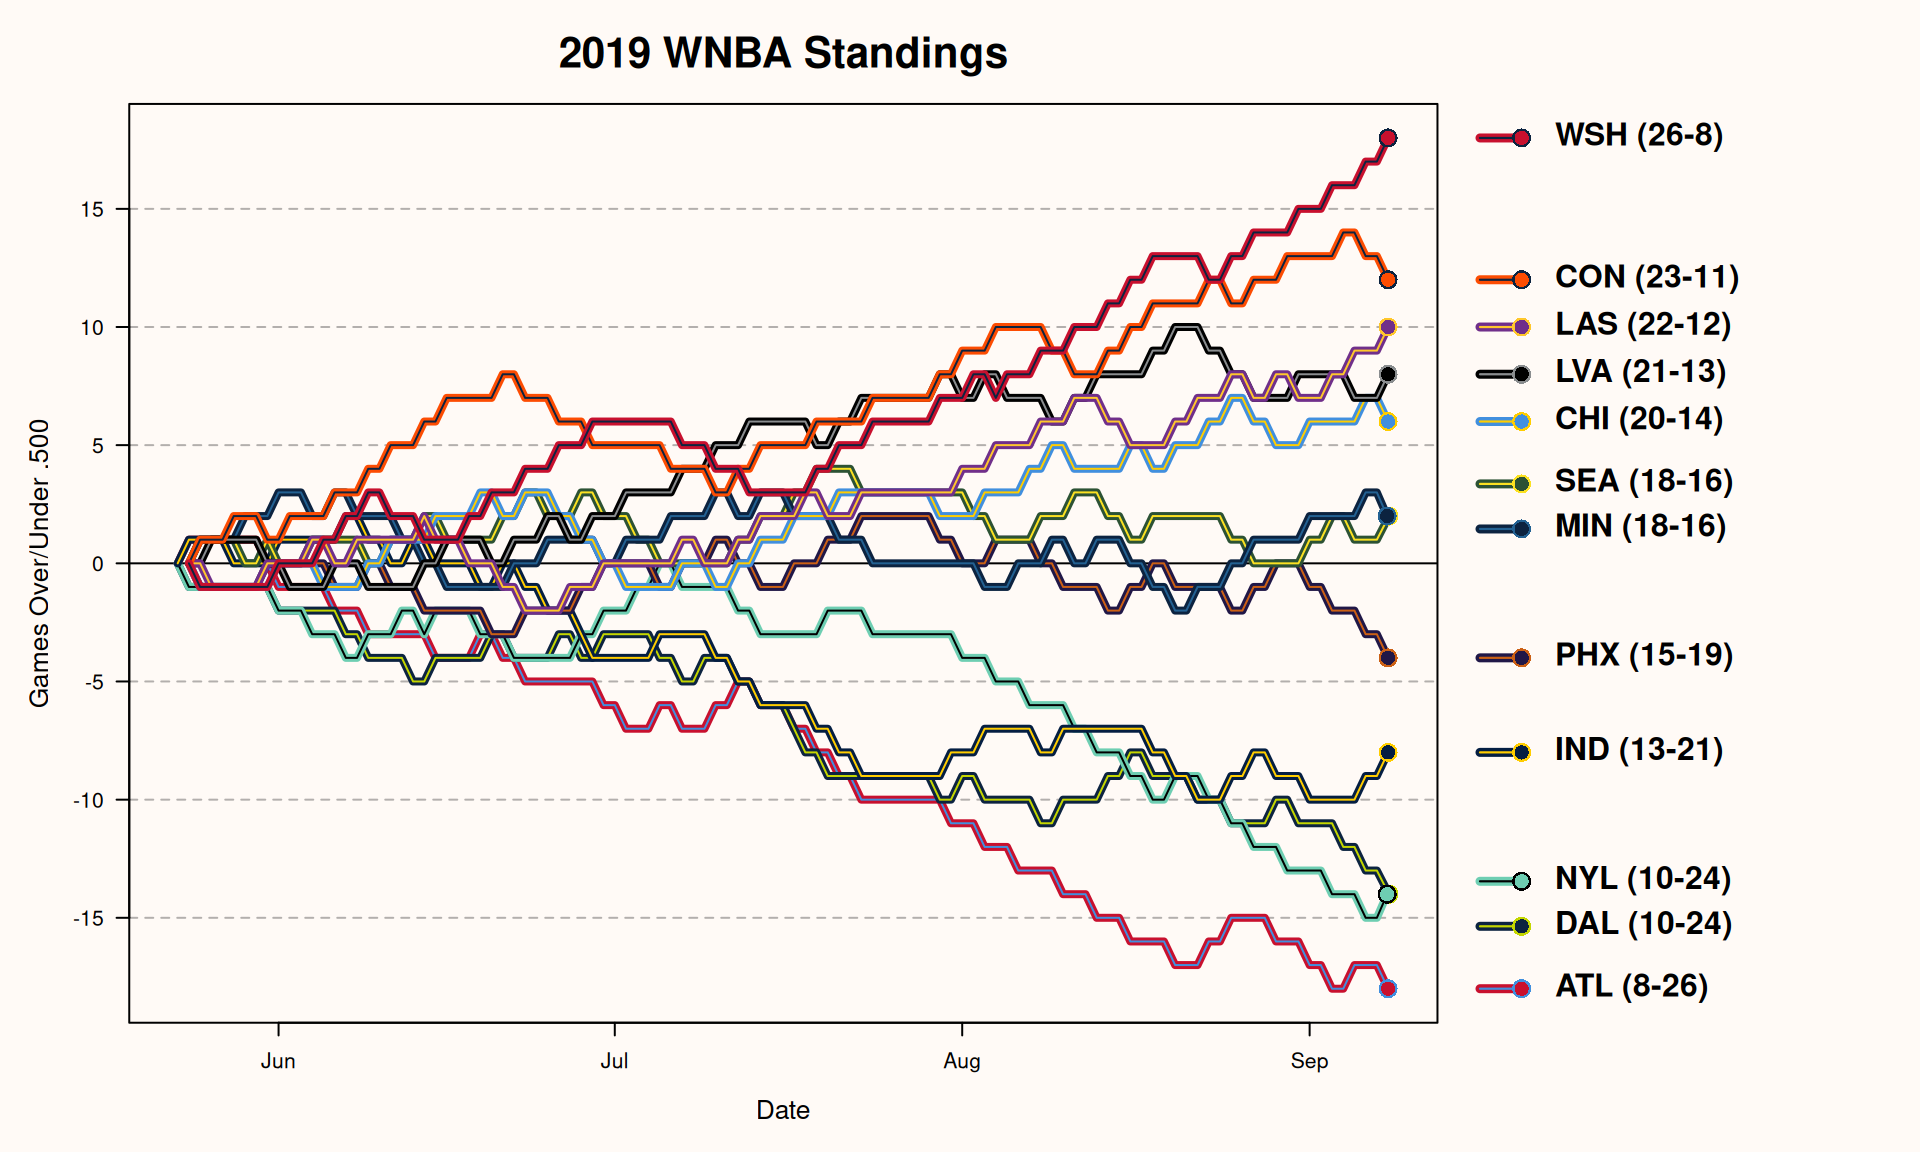 2019 WNBA Standings
Games Over/Under .500
15
10
5
0
-5
-10
-15
Jun
Jul
Aug
Sep
Date
WSH (26-8)
CON (23-11)
LAS (22-12)
LVA (21-13)
CHI (20-14)
SEA (18-16)
MIN (18-16)
PHX (15-19)
IND (13-21)
NYL (10-24)
DAL (10-24)
ATL (8-26)